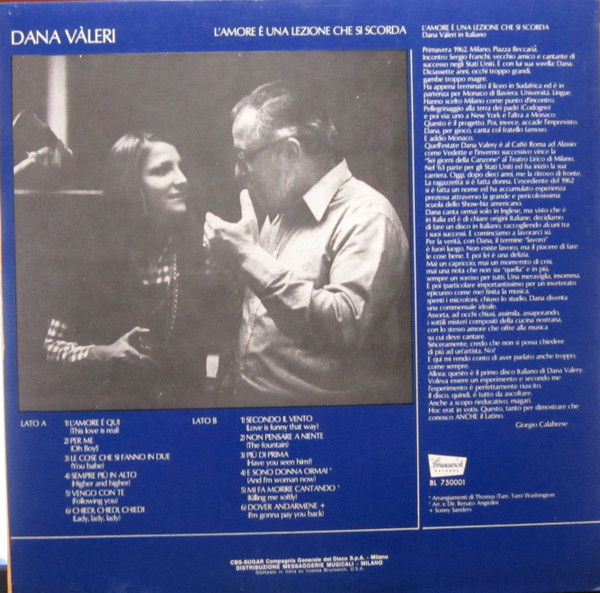 DANA VÀLERI
L'AMORE È UNA LEZIONE CHE SI SCORDA
LATO A
1) L'AMORE È QUI
(This love is real)
2) PER ME
(Oh Boy)
3) LE COSE CHE SI FANNO IN DUE
(You babe)
4) SEMPRE PIÙ IN ALTO
(Higher and higher)
5) VENGO CON TE
(Following you)
6) CHIEDI, CHIEDI, CHIEDI
(Lady, lady, lady)
LATO B
1) SECONDO IL VENTO
(Love is funny that way)
2) NON PENSARE A NIENTE
(The fountain)
3) PIÙ DI PRIMA
(Have you seen him?)
4) E SONO DONNA ORMAI *
(And I'm woman now)
5) MI FA MORIRE CANTANDO *
(Killing me softly)
6) DOVER ANDARMENE +
(I'm gonna pay you back)
L'AMORE È UNA LEZIONE CHE SI SCORDA
Dana Vàleri in Italiano
Primavera 1962. Milano, Piazza Beccaria.
Incontro Sergio Franchi, vecchio amico e cantante di
successo negli Stati Uniti. È con lui sua sorella: Dana.
Diciassette anni, occhi troppo grandi,
gambe troppo magre.
Ha appena terminato il liceo in Sudafrica ed è in
partenza per Monaco di Baviera. Università. Lingue.
Hanno scelto Milano come punto d'incontro.
Pellegrinaggio alla terra dei padri (Codogno)
e poi via: uno a New York e l'altra a Monaco.
Questo è il progetto. Poi, invece, accade l'imprevisto:
Dana, per gioco, canta col fratello famoso.
E addio Monaco.
Quell'estate Dana Valery è al Caffè Roma ad Alassio
come Vedette e l'inverno successivo vince la
"Sei giorni della Canzone" al Teatro Lirico di Milano.
Nel '63 parte per gli Stati Uniti ed ha inizio la sua
carriera. Oggi, dopo dieci anni, me la ritrovo di fronte.
La ragazzetta si è fatta donna. L'esordiente del 1962
si è fatta un nome ed ha accumulato esperienza
preziosa attraverso la grande e pericolosissima
scuola dello Show-biz americano.
Dana canta ormai solo in Inglese, ma visto che è
in Italia ed è di chiare origini Italiane, decidiamo
di fare un disco in Italiano, raccogliendo alcuni tra
i suoi successi. E cominciamo a lavorarci sù.
Per la verità, con Dana, il termine "lavoro"
è fuori luogo. Non esiste lavoro, ma il piacere di fare
le cose bene. E poi lei è una delizia.
Mai un capriccio, mai un momento di crisi,
mai una nota che non sia "quella" e in più,
sempre un sorriso per tutti. Una meraviglia, insomma.
E poi (particolare importantissimo per un inveterato
epicureo come me) finita la musica,
spenti i microfoni, chiuso lo studio, Dana diventa
una commensale ideale.
Assorta, ad occhi chiusi, assimila, assaporando,
i sottili misteri compositi della cucina nostrana,
con lo stesso amore che offre alla musica
su cui deve cantare.
Sinceramente, credo che non si possa chiedere
di più ad un'artista. No?
E qui mi rendo conto di aver parlato anche troppo,
come sempre.
Allora: questo è il primo disco Italiano di Dana Valery.
Voleva essere un esperimento e secondo me
l'esperimento è perfettamente riuscito.
Il disco, quindi, è tutto da ascoltare.
Anche a scopo rieducativo, magari.
Hoc erat in votis. Questo, tanto per dimostrare che
conosco ANCHE il Latino.
Giorgio Calabrese
Brunswick
RECORDS
BL 750001
* Arrangiamenti di Thomas /Tam Tam/ Washington
* Arr. e Dir. Renato Angiolini
+ Sonny Sanders
CBS-SUGAR Compagnia Generale del Disco S.p.A. - Milano
DISTRIBUZIONE MESSAGGERIE MUSICALI - MILANO
Stampato in Italia su licenza Brunswick, U.S.A.